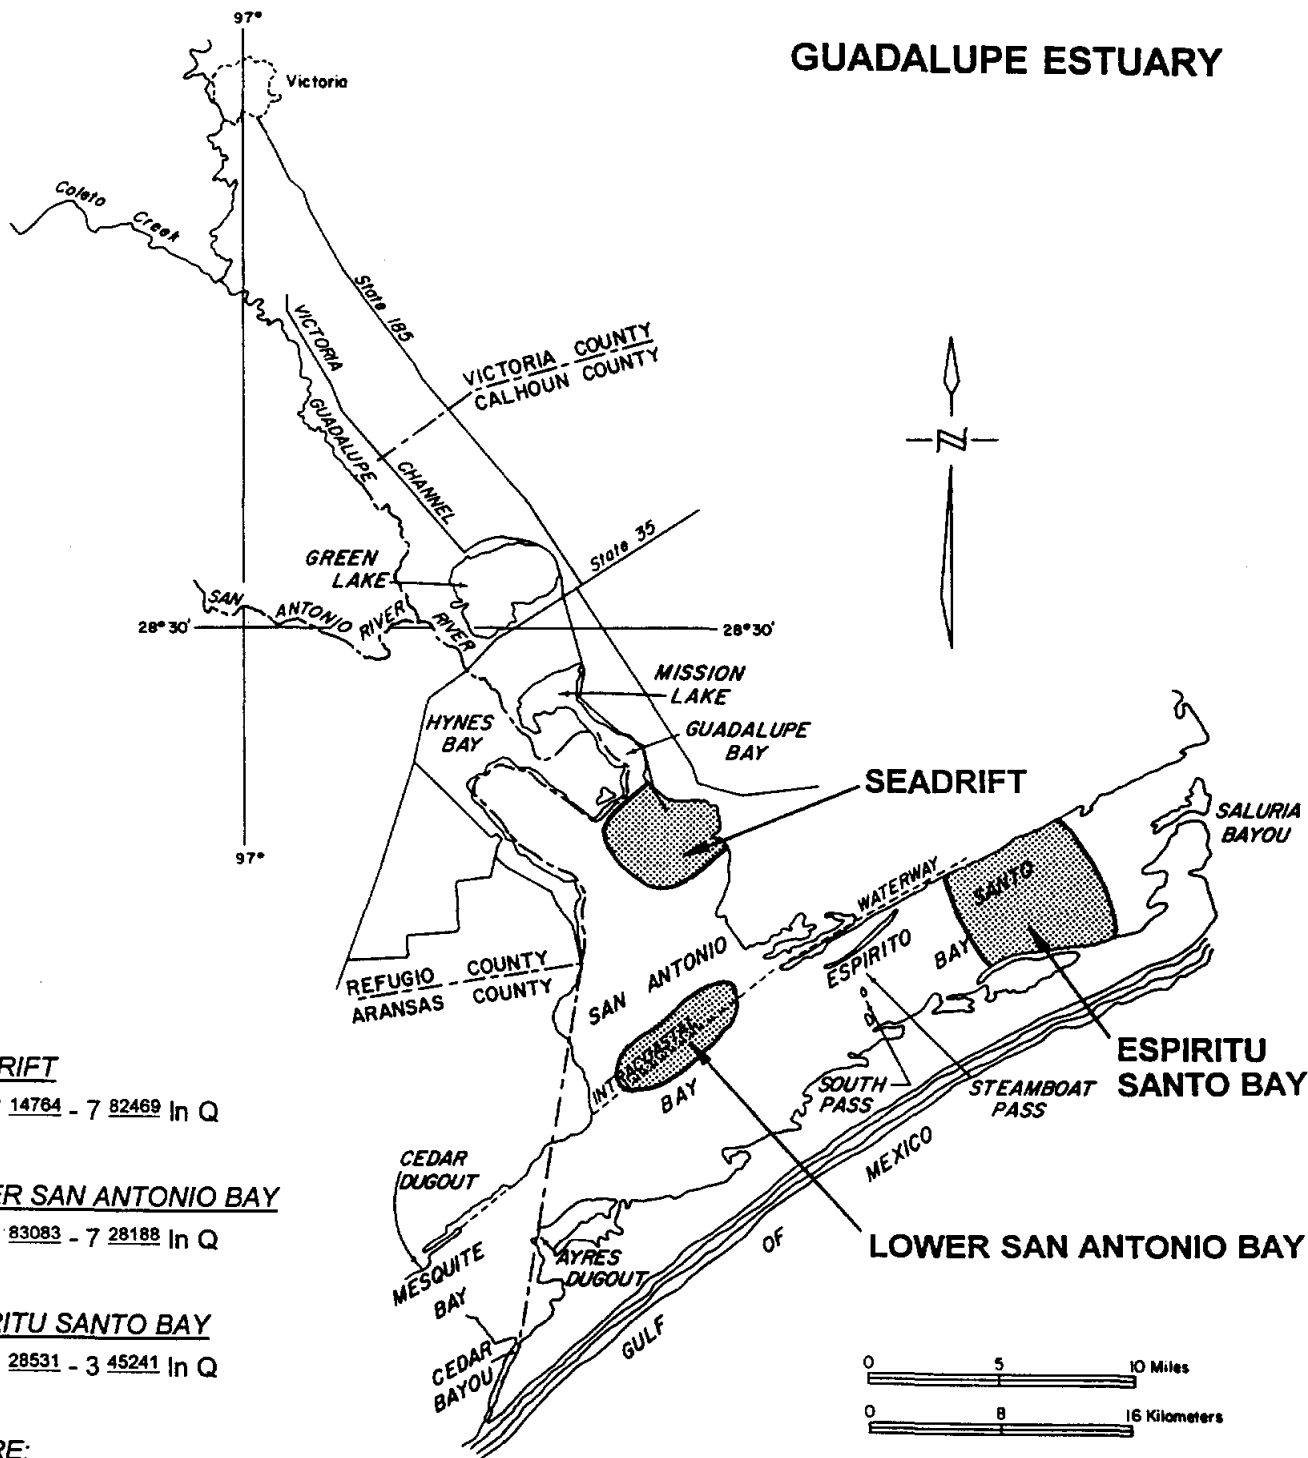 GUADALUPE ESTUARY
97°
Victoria
Coleto Creek
State 185
VICTORIA
CHANNEL
VICTORIA COUNTY
CALHOUN COUNTY
GUADALUPE
RIVER
N
State 35
GREEN
LAKE
SAN ANTONIO RIVER
28° 30'
28° 30'
MISSION
LAKE
HYNES
BAY
GUADALUPE
BAY
SEADRIFT
SALURIA
BAYOU
97°
WATERWAY
SANTO
ESPIRITO
BAY
SAN ANTONIO
REFUGIO COUNTY
ARANSAS COUNTY
INTRACOASTAL
BAY
SOUTH
PASS
STEAMBOAT
PASS
ESPIRITU
SANTO BAY
RIFT
14764 - 7 82469 ln Q
CEDAR
DUGOUT
MEXICO
ER SAN ANTONIO BAY
83083 - 7 28188 ln Q
OF
LOWER SAN ANTONIO BAY
AYRES
DUGOUT
MESQUITE
BAY
GULF
RITU SANTO BAY
28531 - 3 45241 ln Q
CEDAR
BAYOU
0 5 10 Miles
0 8 16 Kilometers
RE: